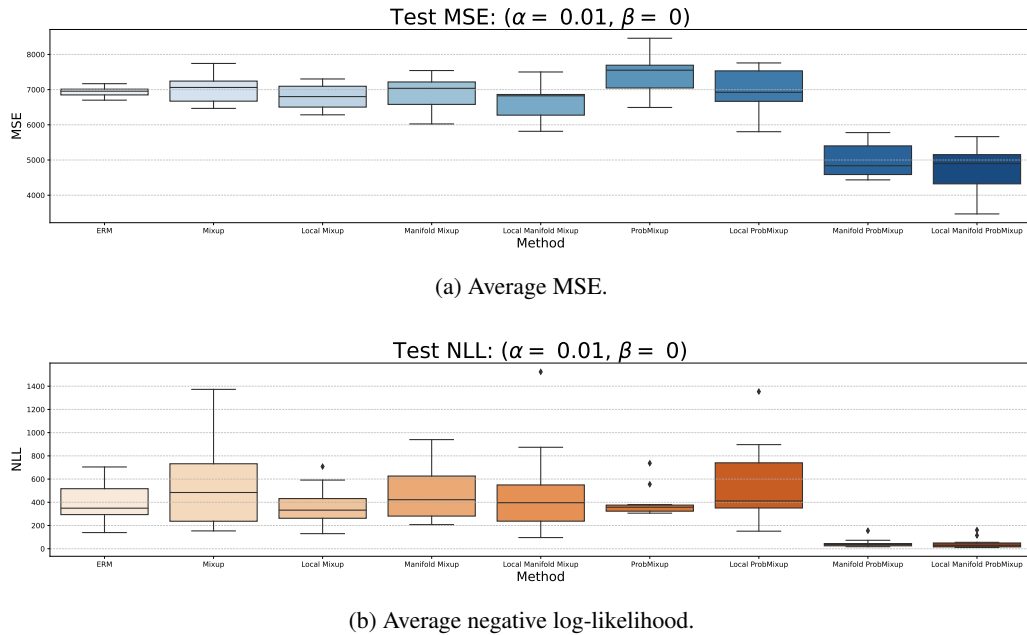 Test MSE: (α = 0.01, β = 0)
MSE
8000
7000
6000
5000
4000
ERM Mixup Local Mixup Manifold Mixup Local Manifold Mixup ProbMixup Local ProbMixup Manifold ProbMixup Local Manifold ProbMixup
Method
(a) Average MSE.
Test NLL: (α = 0.01, β = 0)
NLL
1400
1200
1000
800
600
400
200
0
ERM Mixup Local Mixup Manifold Mixup Local Manifold Mixup ProbMixup Local ProbMixup Manifold ProbMixup Local Manifold ProbMixup
Method
(b) Average negative log-likelihood.